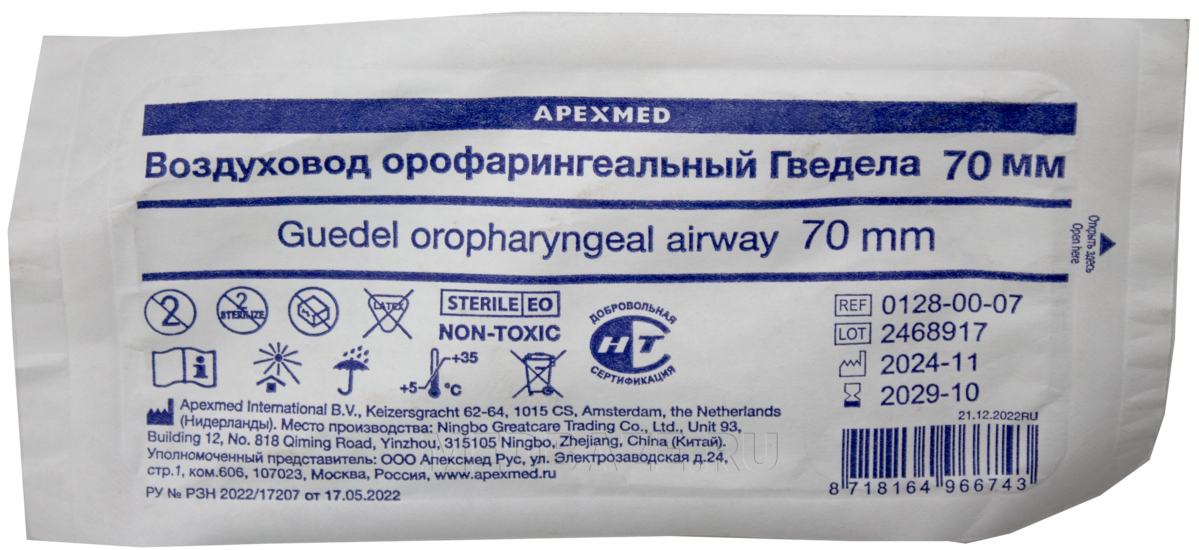 APEXMED
Воздуховод орофарингеальный Гведела 70 мм
Guedel oropharyngeal airway 70 mm
Открыть здесь
Open here
2
2
STERILIZE
LATEX
STERILE EO
NON-TOXIC
ДОБРОВОЛЬНАЯ
НТ
СЕРТИФИКАЦИЯ
+35
+5 °C
REF 0128-00-07
LOT 2468917
2024-11
2029-10
21.12.2022RU
Apexmed International B.V., Keizersgracht 62-64, 1015 CS, Amsterdam, the Netherlands
(Нидерланды). Место производства: Ningbo Greatcare Trading Co., Ltd., Unit 93,
Building 12, No. 818 Qiming Road, Yinzhou, 315105 Ningbo, Zhejiang, China (Китай).
Уполномоченный представитель: ООО Апексмед Рус, ул. Электрозаводская д.24,
стр.1, ком.606, 107023, Москва, Россия, www.apexmed.ru
РУ № РЗН 2022/17207 от 17.05.2022
8 718164 966743